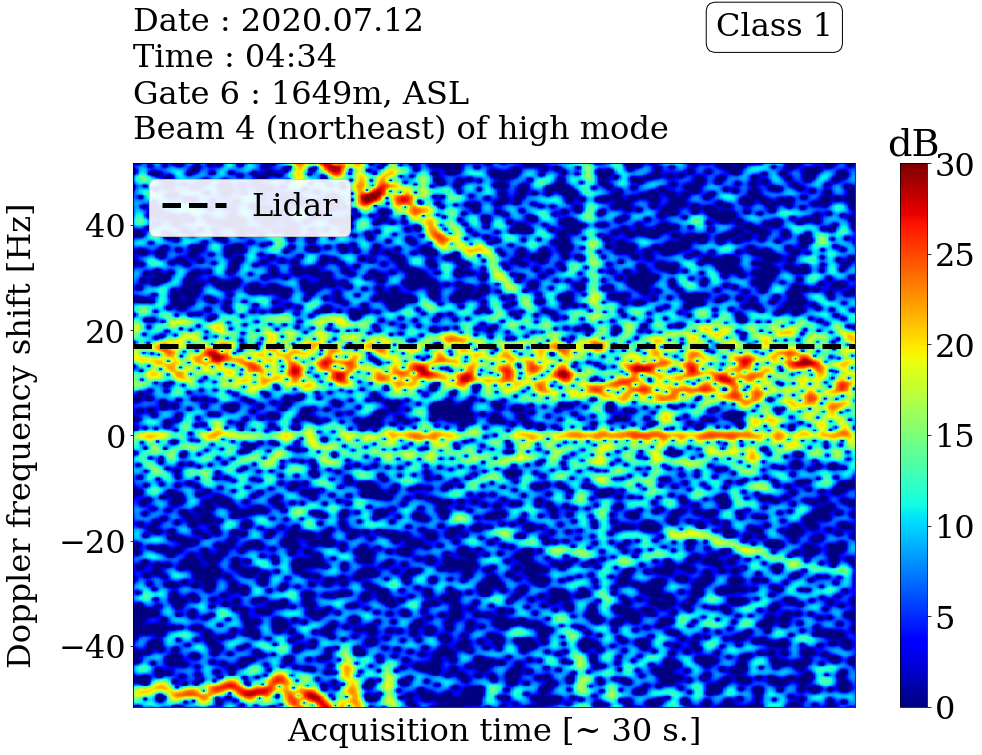 Date : 2020.07.12
Time : 04:34
Gate 6 : 1649m, ASL
Beam 4 (northeast) of high mode
Class 1
dB
Lidar
Doppler frequency shift [Hz]
40
20
0
−20
−40
30
25
20
15
10
5
0
Acquisition time [~ 30 s.]